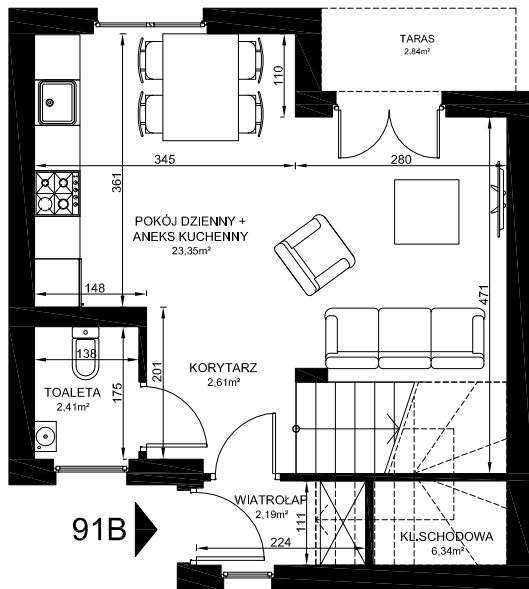 TARAS
2,84m²
110
345
280
361
POKÓJ DZIENNY +
ANEKS KUCHENNY
23,35m²
148
471
138
201
KORYTARZ
2,61m²
TOALETA
2,41m²
175
WIATROŁAP
2,19m²
111
91B
224
KL.SCHODOWA
6,34m²